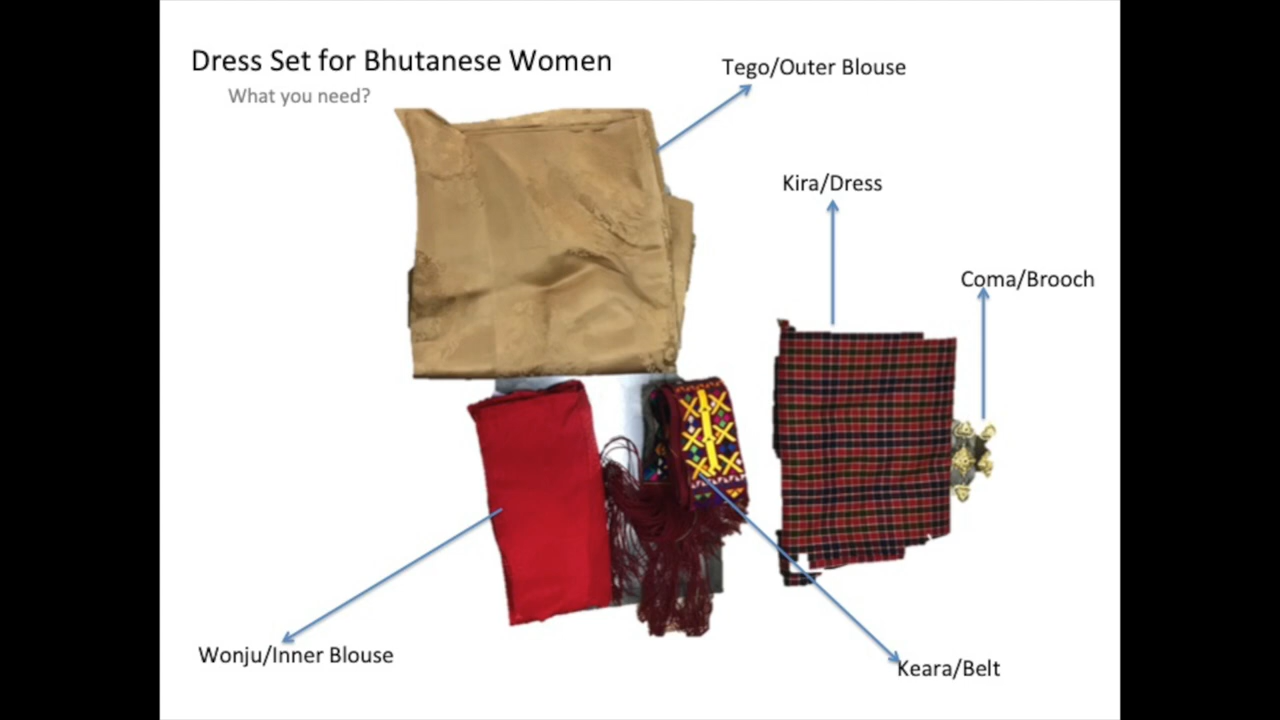 Dress Set for Bhutanese Women
What you need?
Tego/Outer Blouse
Kira/Dress
Coma/Brooch
Wonju/Inner Blouse
Keara/Belt